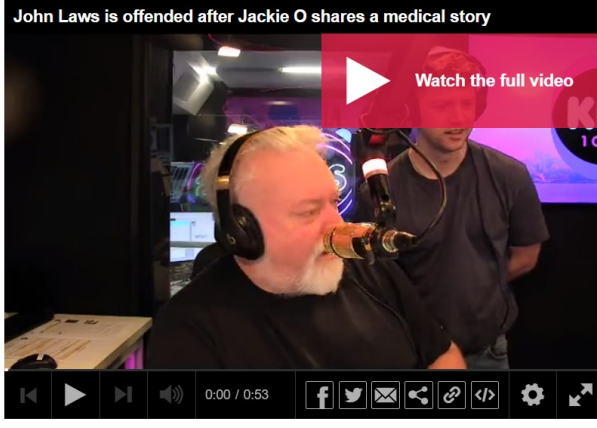 John Laws is offended after Jackie O shares a medical story
Watch the full video
0:00 / 0:53